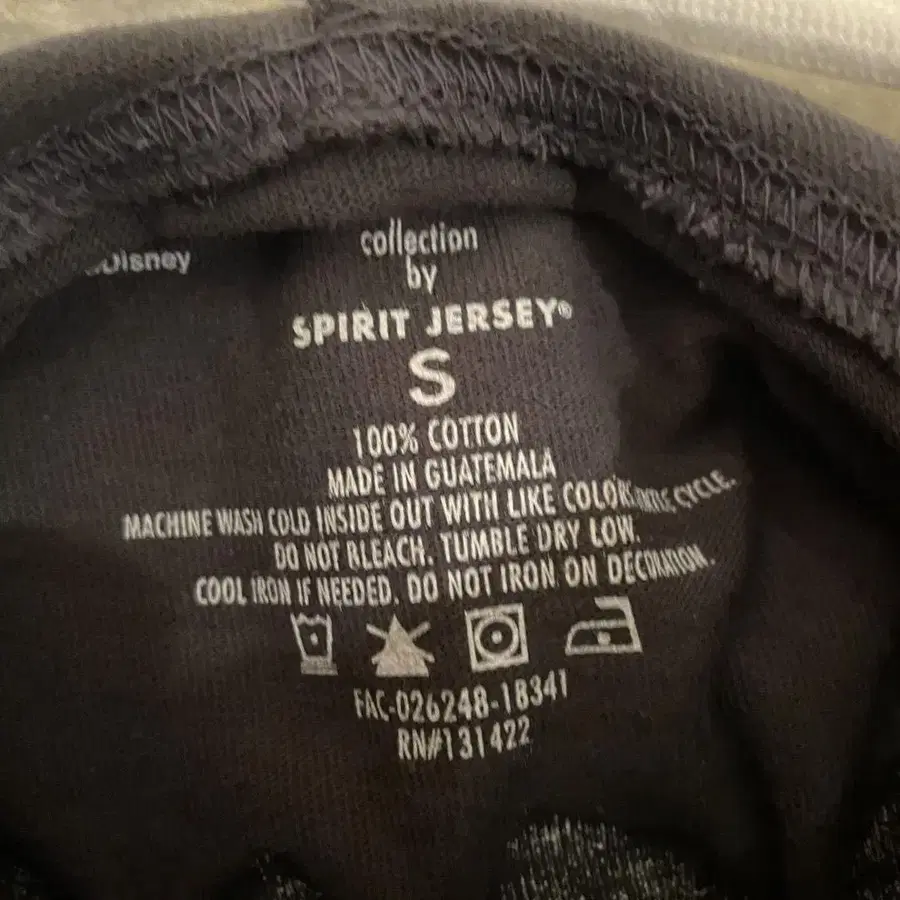 ©Disney
collection
by
SPIRIT JERSEY®
S
100% COTTON
MADE IN GUATEMALA
MACHINE WASH COLD INSIDE OUT WITH LIKE COLORS CYCLE.
DO NOT BLEACH. TUMBLE DRY LOW.
COOL IRON IF NEEDED. DO NOT IRON ON DECORATION.
FAC-026248-18341
RN#131422